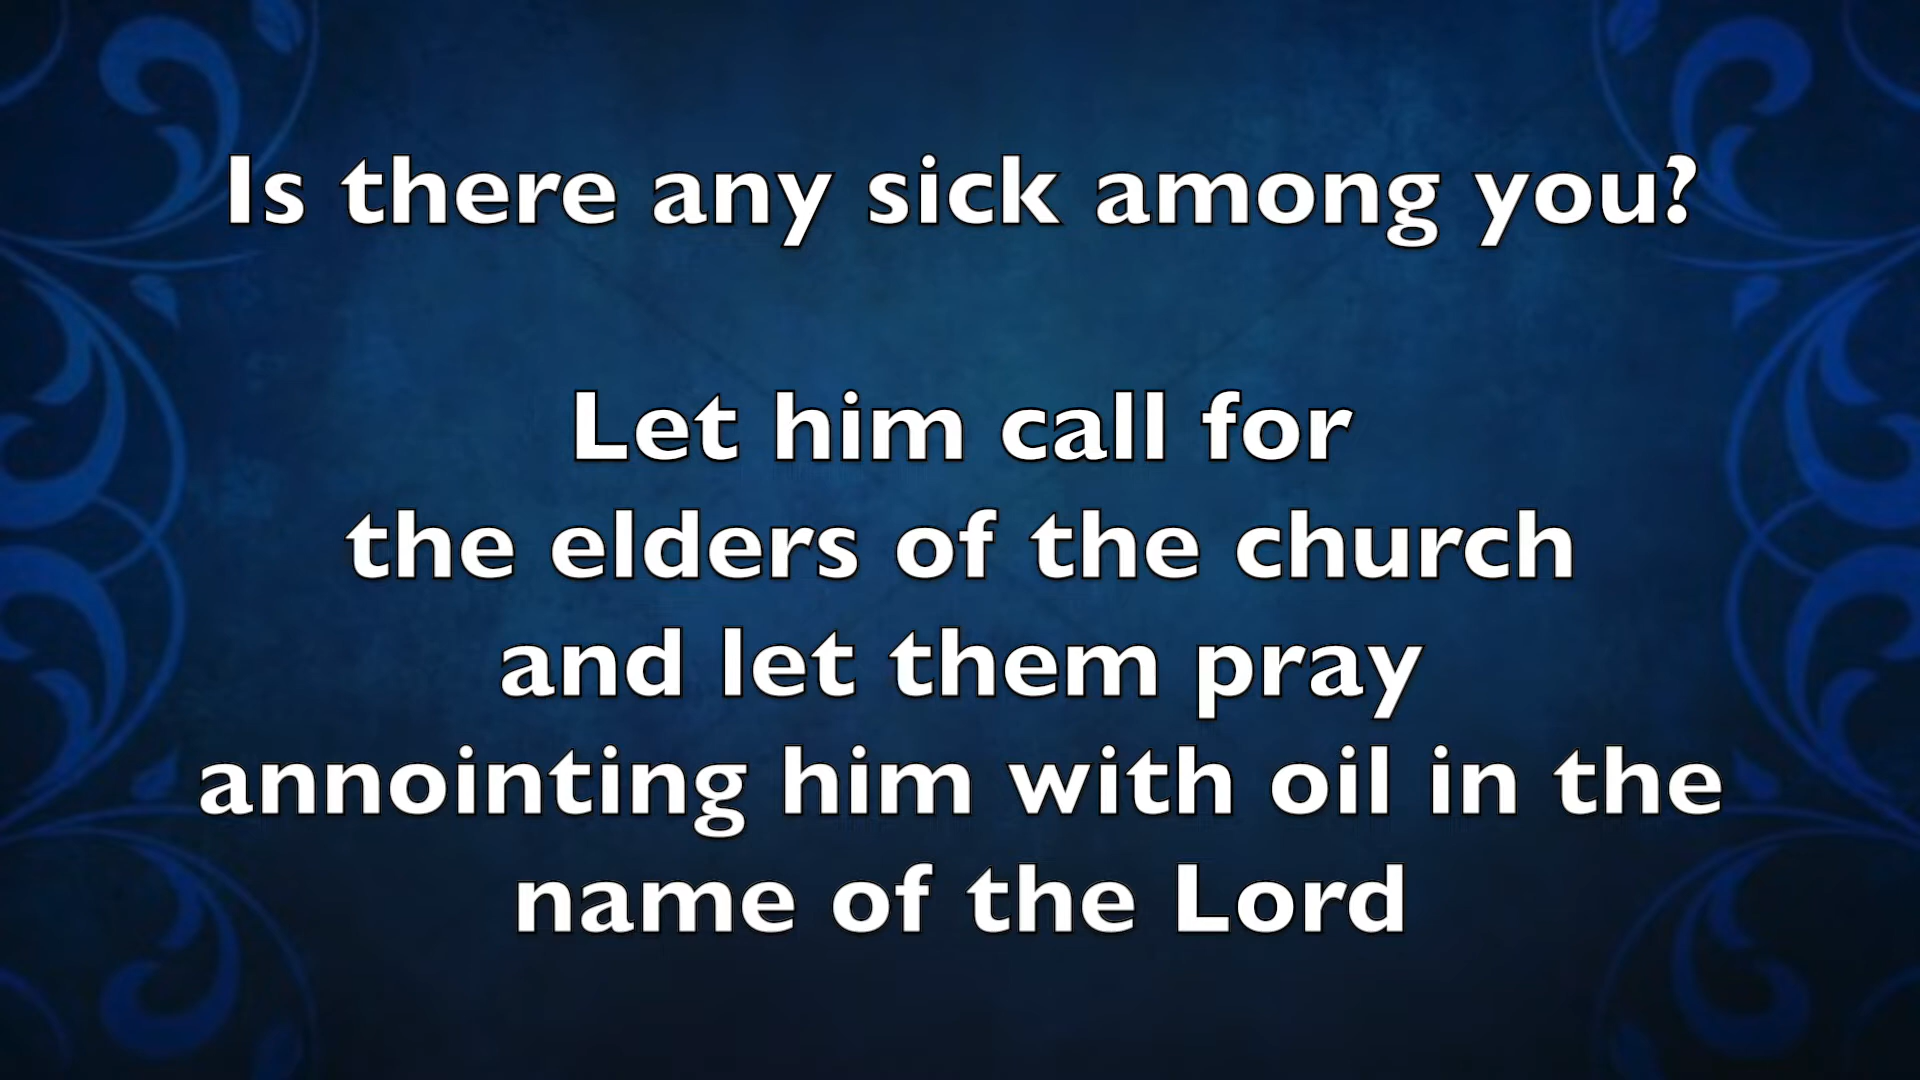 Is there any sick among you?
Let him call for
the elders of the church
and let them pray
annointing him with oil in the
name of the Lord